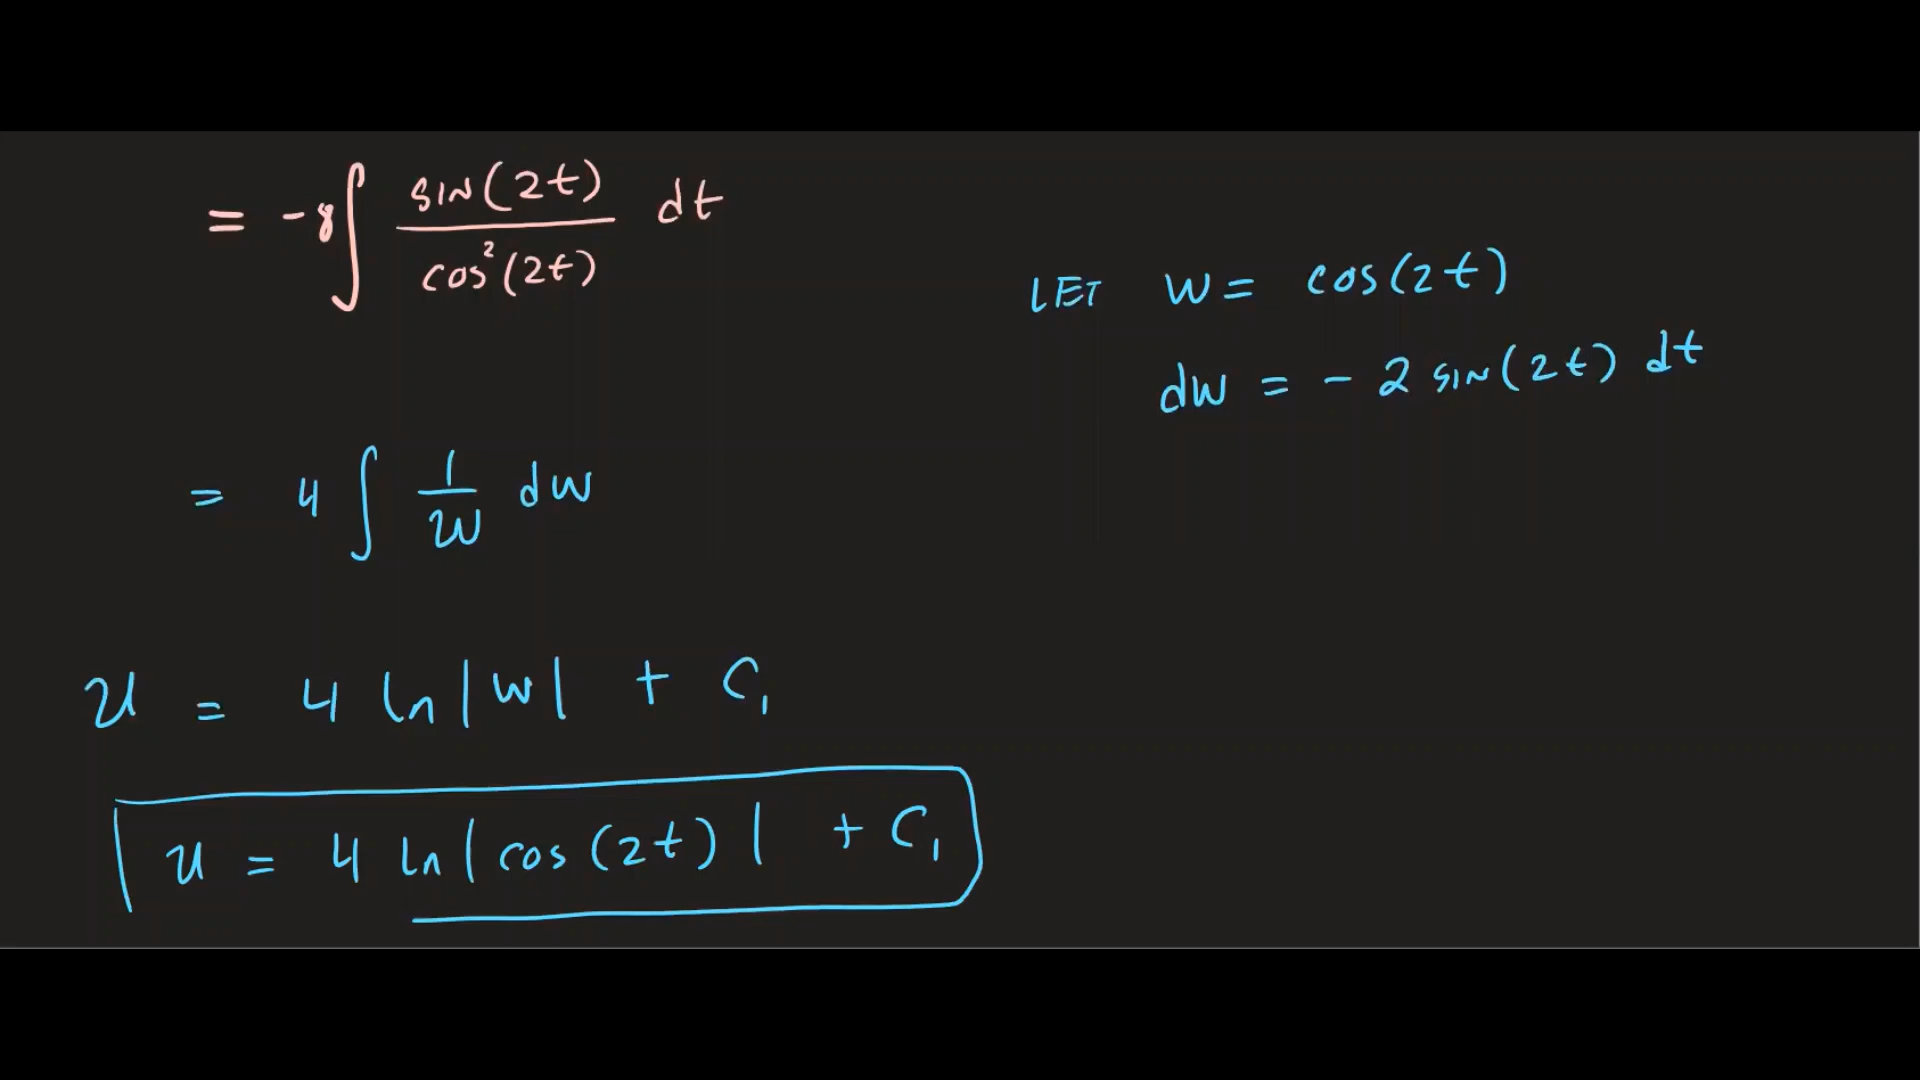 = -8∫ sin(2t)/cos²(2t) dt
LET w = cos(2t)
dw = -2 sin(2t) dt
= 4 ∫ 1/w dw
u = 4 ln|w| + C₁
u = 4 ln|cos(2t)| + C₁